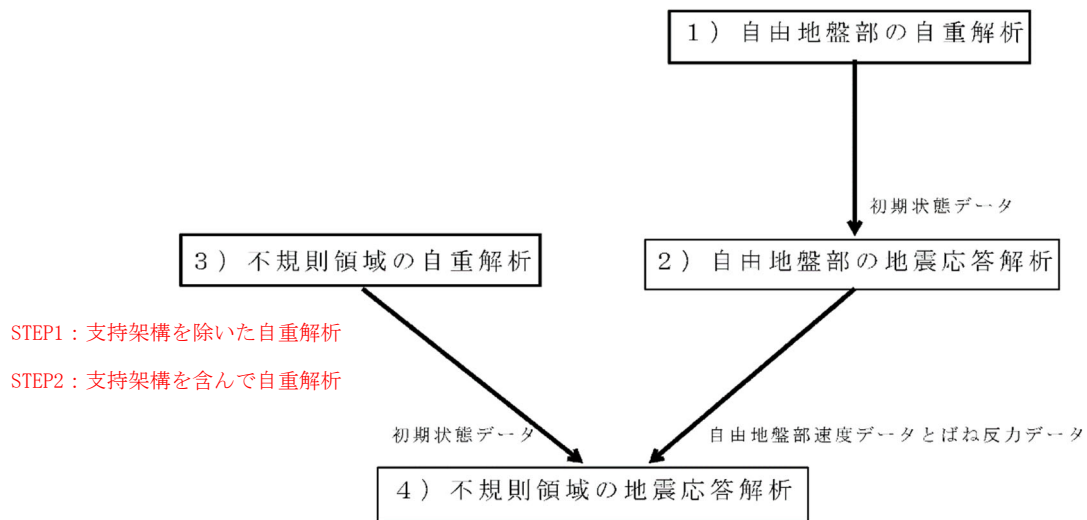 1）自由地盤部の自重解析
初期状態データ
3）不規則領域の自重解析
2）自由地盤部の地震応答解析
STEP1：支持架構を除いた自重解析
STEP2：支持架構を含んで自重解析
初期状態データ
自由地盤部速度データとばね反力データ
4）不規則領域の地震応答解析